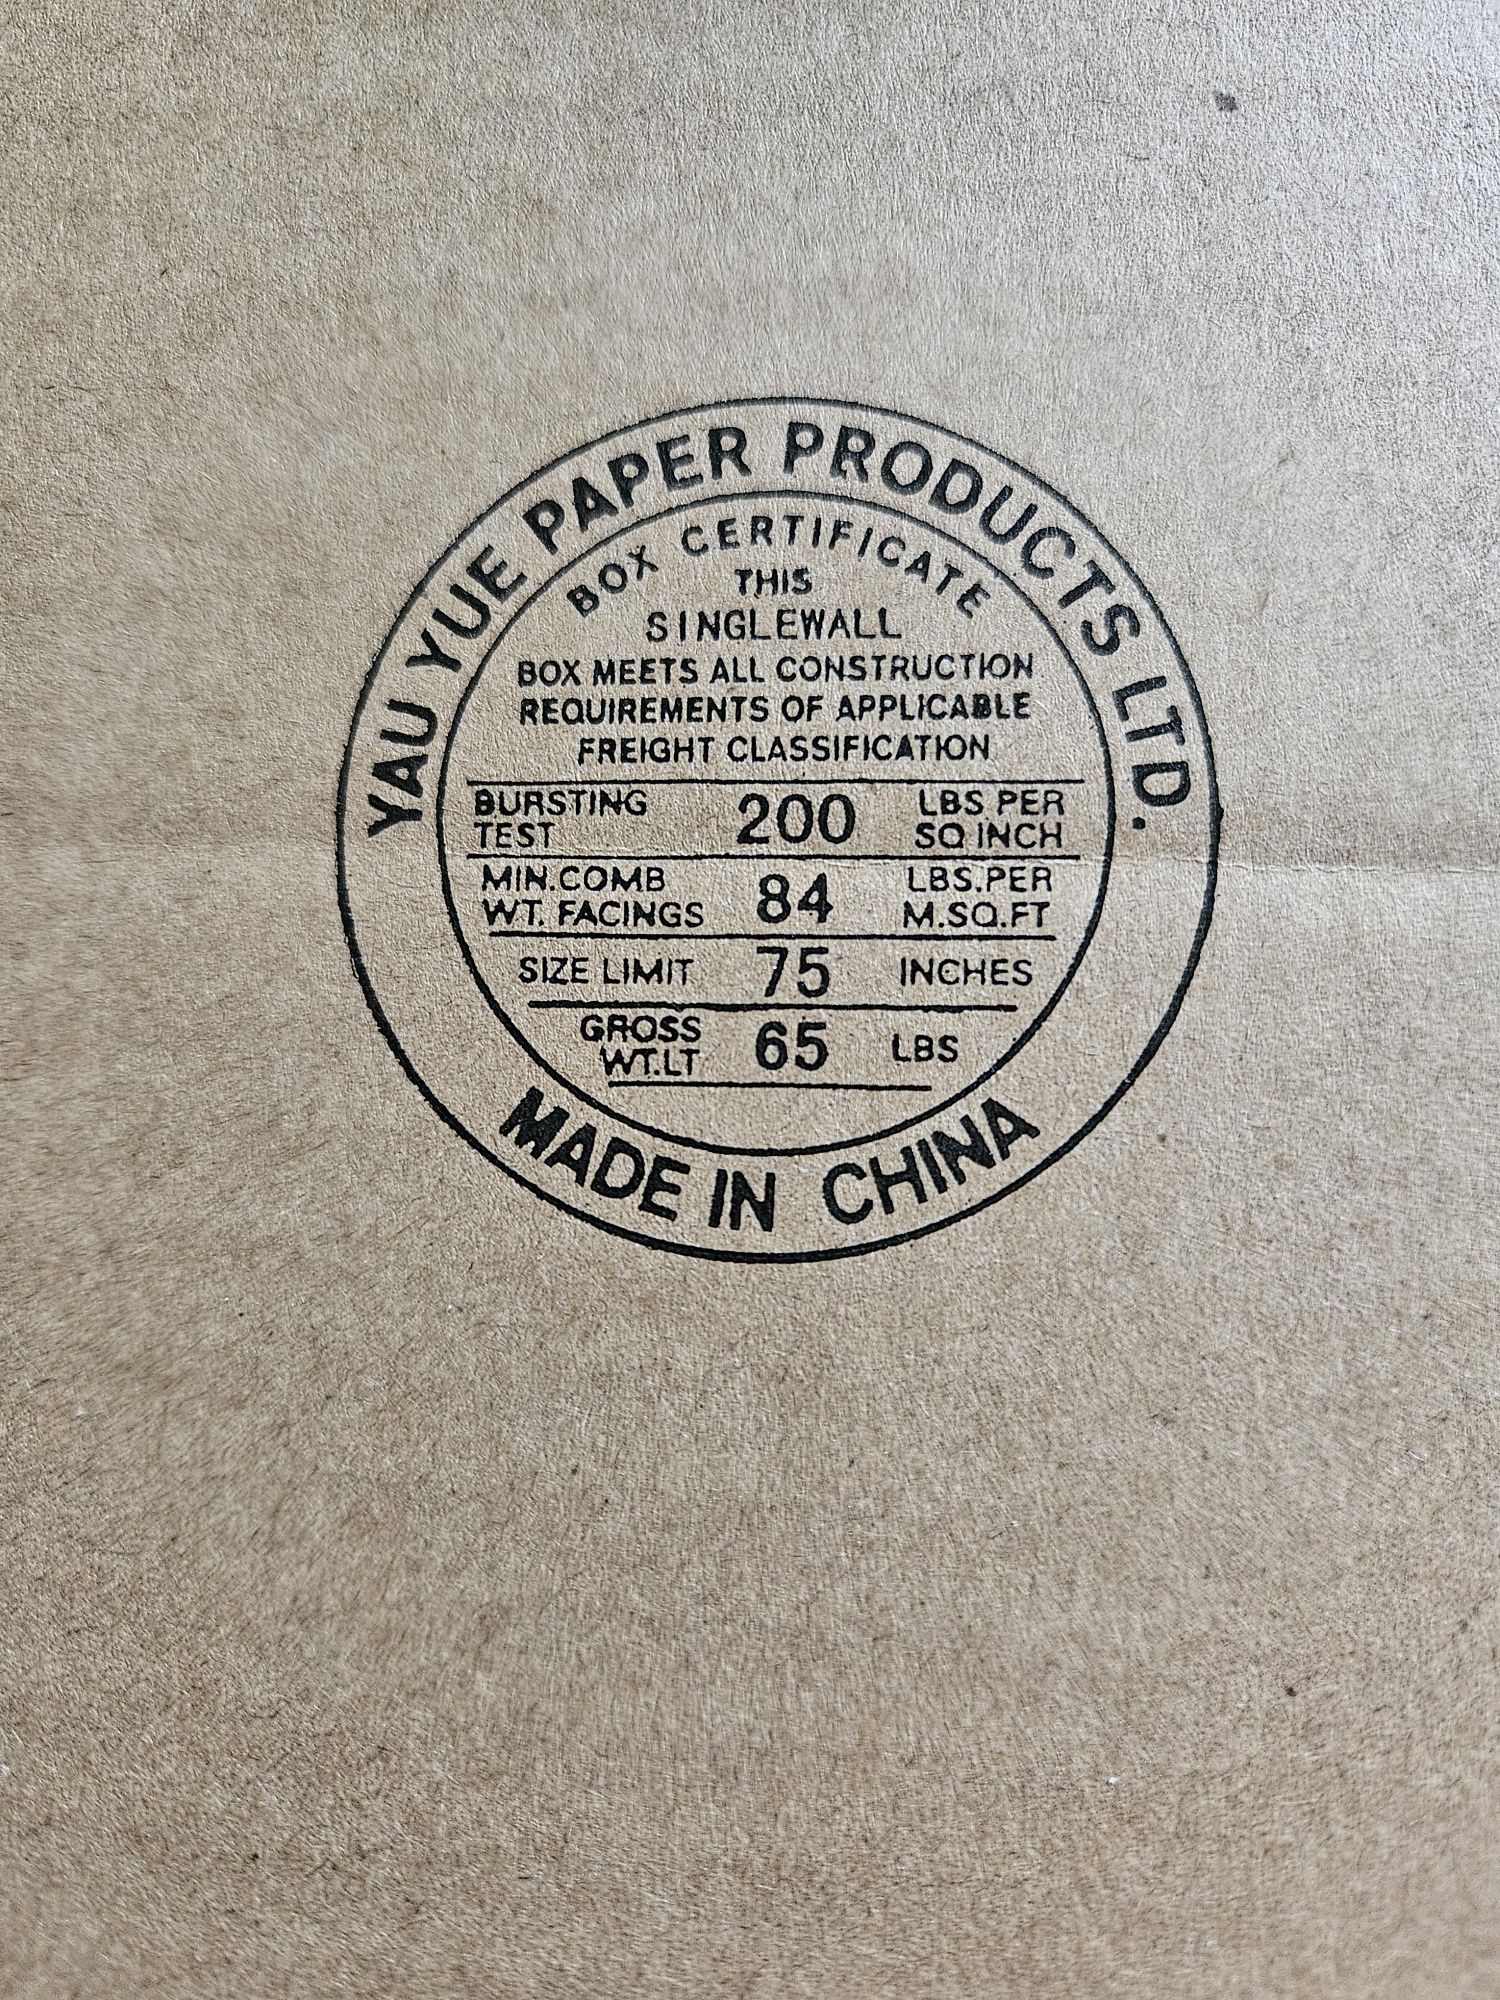 YAU YUE PAPER PRODUCTS LTD.
BOX CERTIFICATE
THIS
SINGLEWALL
BOX MEETS ALL CONSTRUCTION
REQUIREMENTS OF APPLICABLE
FREIGHT CLASSIFICATION
BURSTING TEST 200 LBS PER SQ INCH
MIN.COMB WT. FACINGS 84 LBS.PER M.SQ.FT
SIZE LIMIT 75 INCHES
GROSS WT.LT 65 LBS
MADE IN CHINA